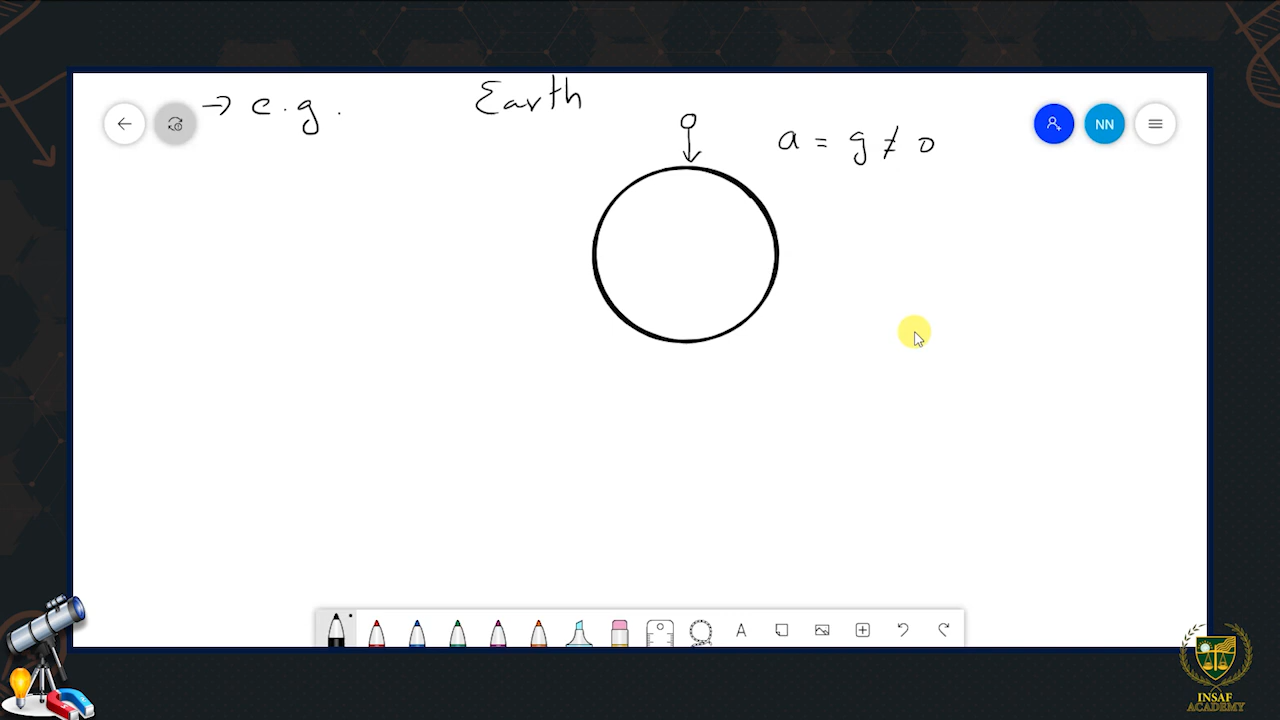 → e.g. Earth
a = g ≠ 0
NN
A
INSAF
ACADEMY